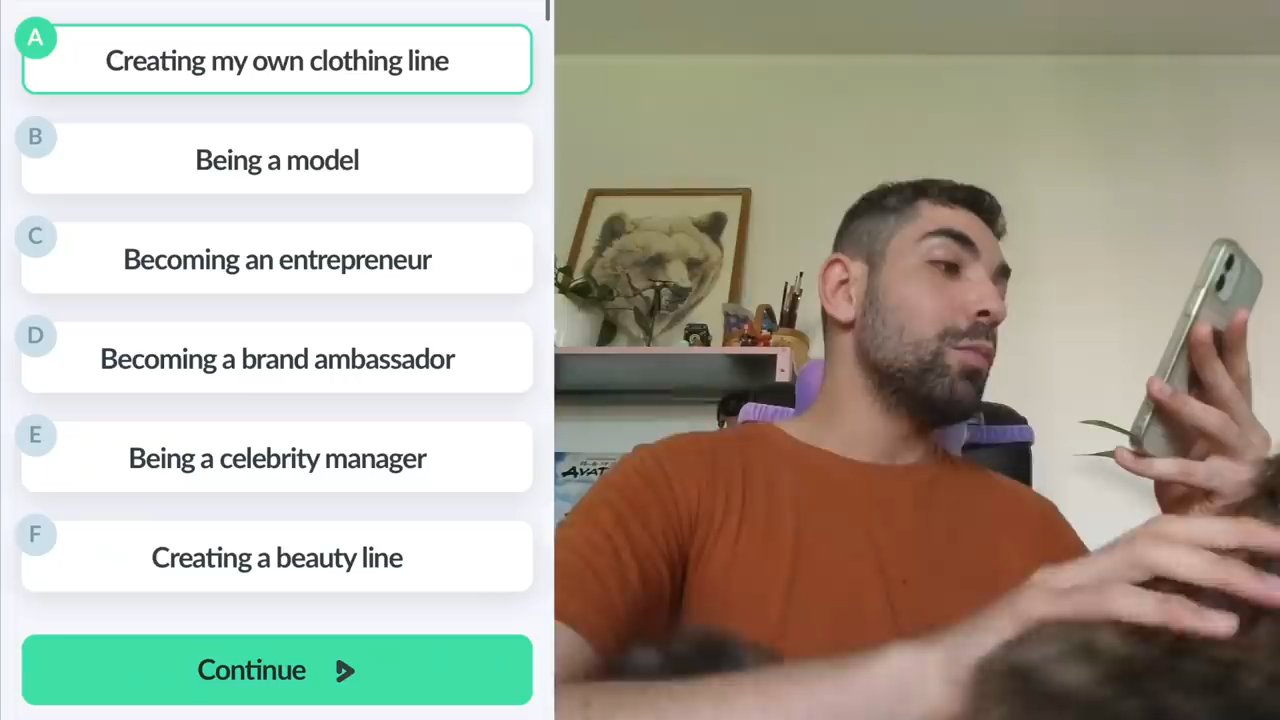 A
Creating my own clothing line
B
Being a model
C
Becoming an entrepreneur
D
Becoming a brand ambassador
E
Being a celebrity manager
F
Creating a beauty line
Continue
AVAT